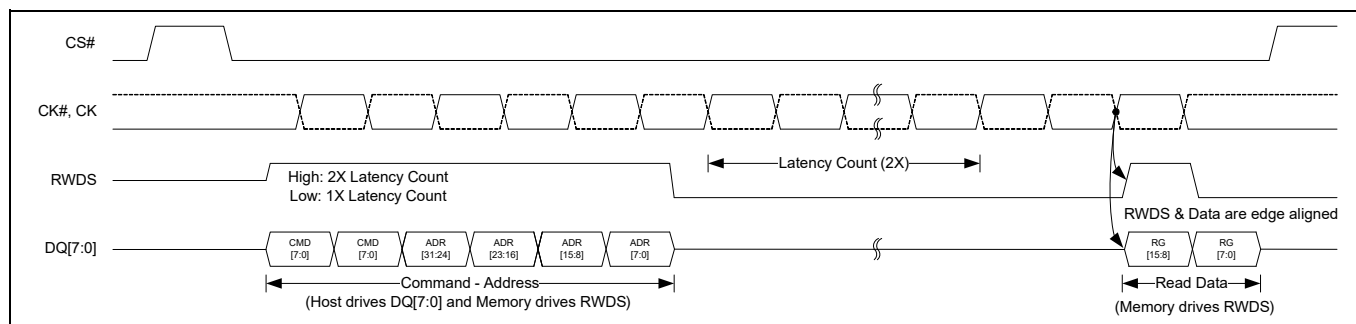 CS#
CK#, CK
Latency Count (2X)
RWDS
High: 2X Latency Count
Low: 1X Latency Count
RWDS & Data are edge aligned
DQ[7:0]
CMD [7:0]
CMD [7:0]
ADR [31:24]
ADR [23:16]
ADR [15:8]
ADR [7:0]
RG [15:8]
RG [7:0]
Command - Address
(Host drives DQ[7:0] and Memory drives RWDS)
Read Data
(Memory drives RWDS)